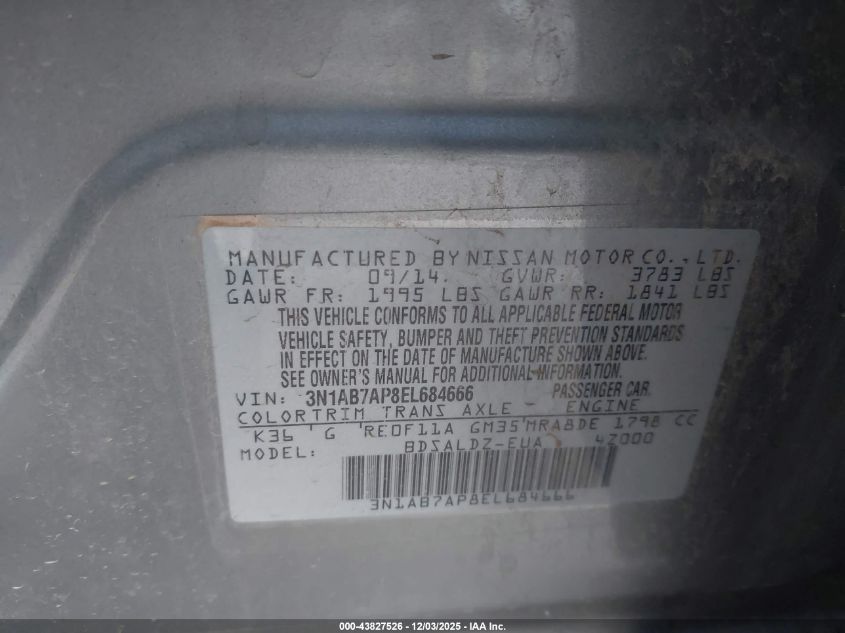 MANUFACTURED BY NISSAN MOTOR CO., LTD.
DATE: 09/14. GVWR: 3783 LBS
GAWR FR: 1995 LBS GAWR RR: 1841 LBS
THIS VEHICLE CONFORMS TO ALL APPLICABLE FEDERAL MOTOR
VEHICLE SAFETY, BUMPER AND THEFT PREVENTION STANDARDS
IN EFFECT ON THE DATE OF MANUFACTURE SHOWN ABOVE.
SEE OWNER'S MANUAL FOR ADDITIONAL INFORMATION.
VIN: 3N1AB7AP8EL684666 PASSENGER CAR
COLOR TRIM TRANS AXLE ENGINE
K36 G RE0F11A GM35 MRA8DE 1798 CC
MODEL: BDSALDZ-EUA 4Z000
3N1AB7AP8EL684666
000-43827526 - 12/03/2025 - IAA Inc.